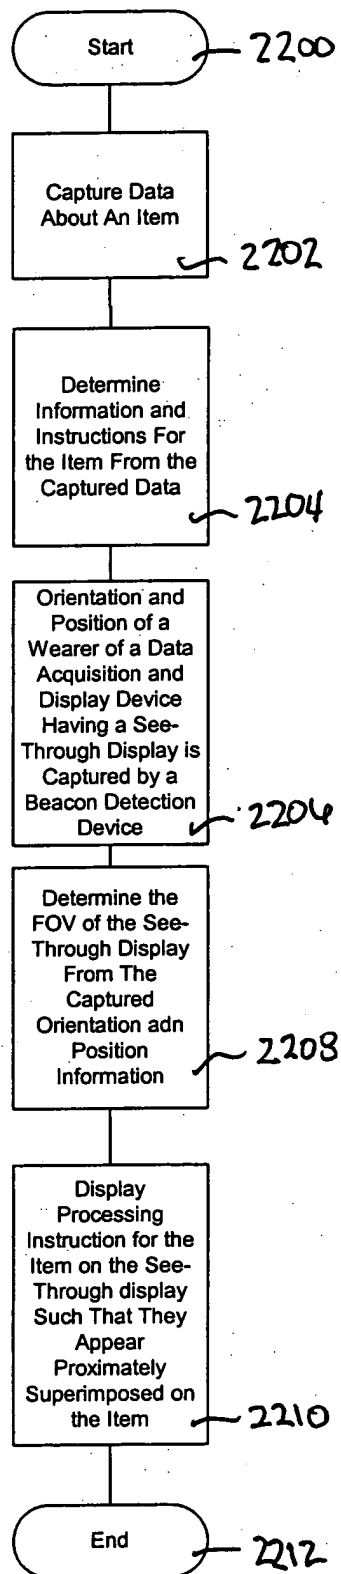 Start
2200
Capture Data
About An Item
2202
Determine
Information and
Instructions For
the Item From the
Captured Data
2204
Orientation and
Position of a
Wearer of a Data
Acquisition and
Display Device
Having a See-
Through Display is
Captured by a
Beacon Detection
Device
2206
Determine the
FOV of the See-
Through Display
From The
Captured
Orientation adn
Position
Information
2208
Display
Processing
Instruction for the
Item on the See-
Through display
Such That They
Appear
Proximately
Superimposed on
the Item
2210
End
2212